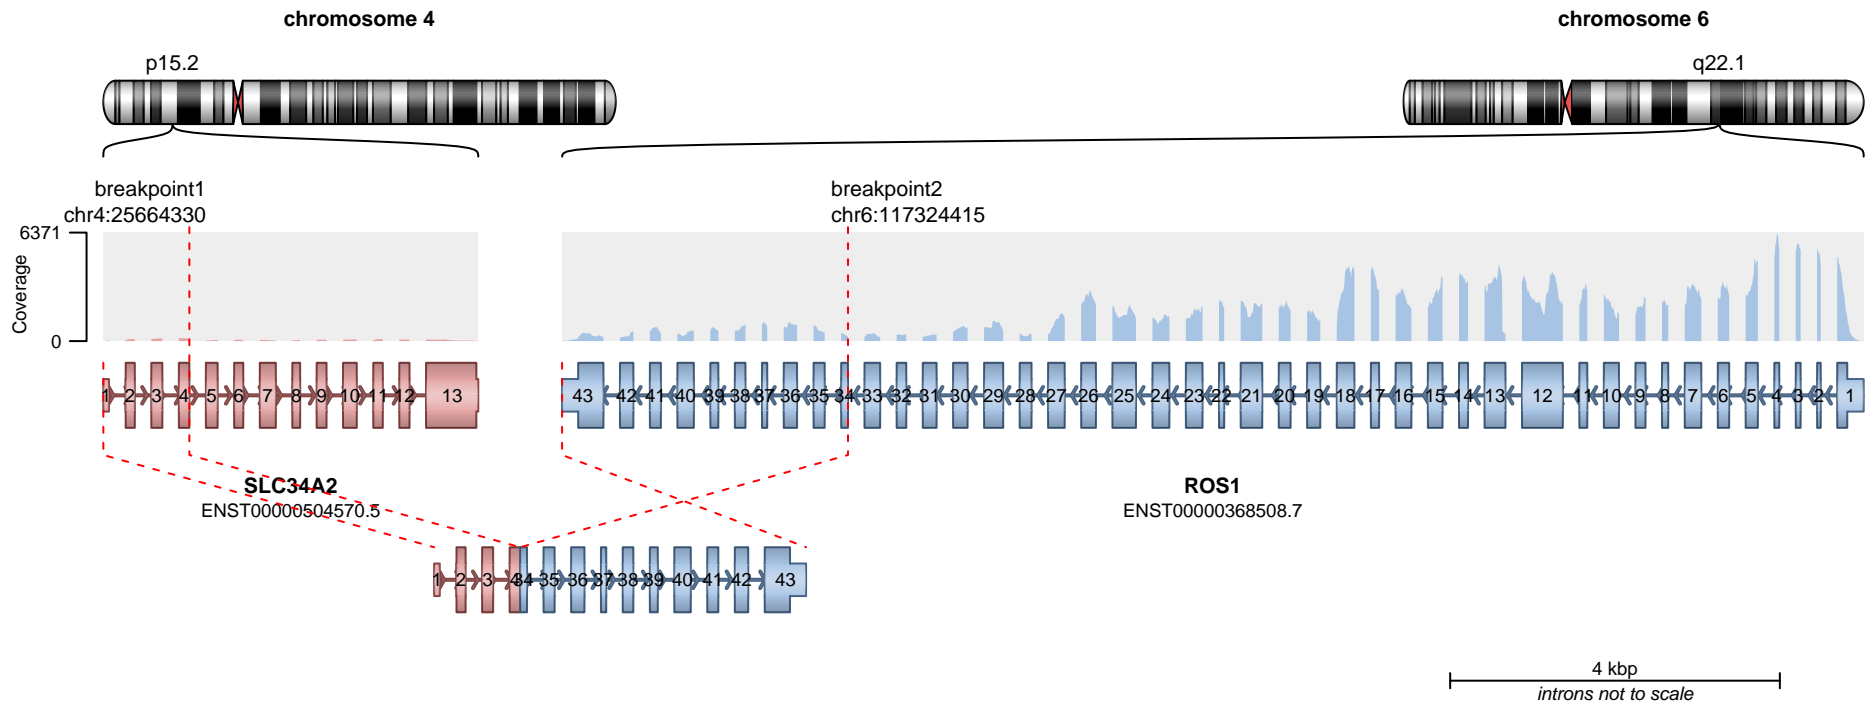 chromosome 4
chromosome 6
p15.2
q22.1
breakpoint1
chr4:25664330
breakpoint2
chr6:117324415
6371
Coverage
0
1 2 3 4 5 6 7 8 9 10 11 12 13
43 42 41 40 39 38 37 36 35 34 33 32 31 30 29 28 27 26 25 24 23 22 21 20 19 18 17 16 15 14 13 12 11 10 9 8 7 6 5 4 3 2 1
SLC34A2
ENST00000504570.5
ROS1
ENST00000368508.7
1 2 3 4 34 35 36 37 38 39 40 41 42 43
4 kbp
introns not to scale